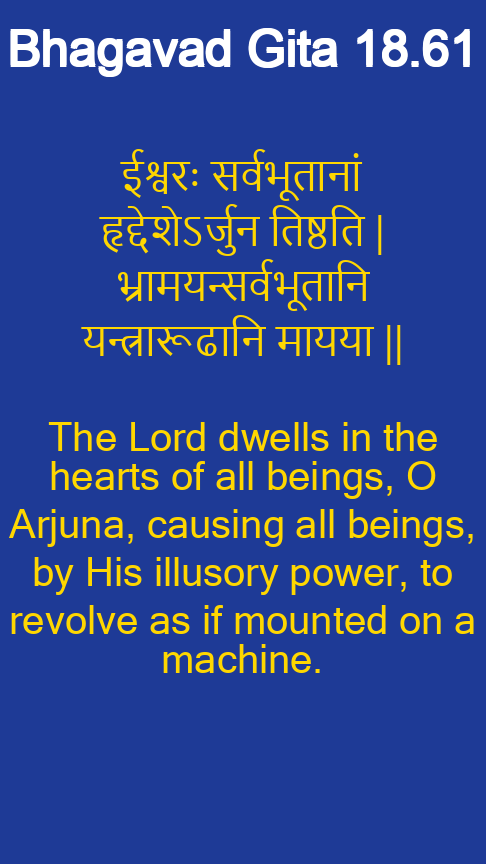 Bhagavad Gita 18.61
ईश्वरः सर्वभूतानां
हृद्देशेऽर्जुन तिष्ठति |
भ्रामयन्सर्वभूतानि
यन्त्रारूढानि मायया ||
The Lord dwells in the
hearts of all beings, O
Arjuna, causing all beings,
by His illusory power, to
revolve as if mounted on a
machine.